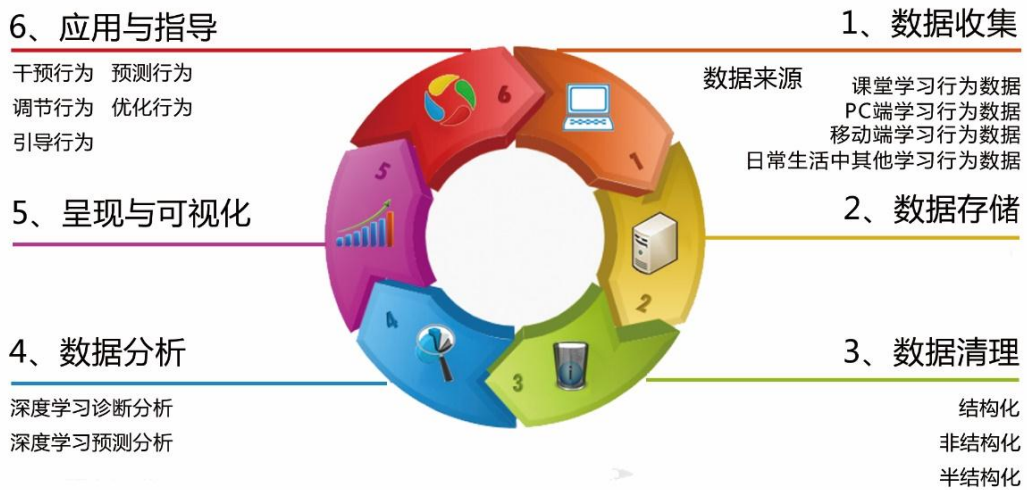 6、应用与指导
干预行为 预测行为
调节行为 优化行为
引导行为
5、呈现与可视化
4、数据分析
深度学习诊断分析
深度学习预测分析
1、数据收集
数据来源
课堂学习行为数据
PC端学习行为数据
移动端学习行为数据
日常生活中其他学习行为数据
2、数据存储
3、数据清理
结构化
非结构化
半结构化
6
1
5
2
4
3